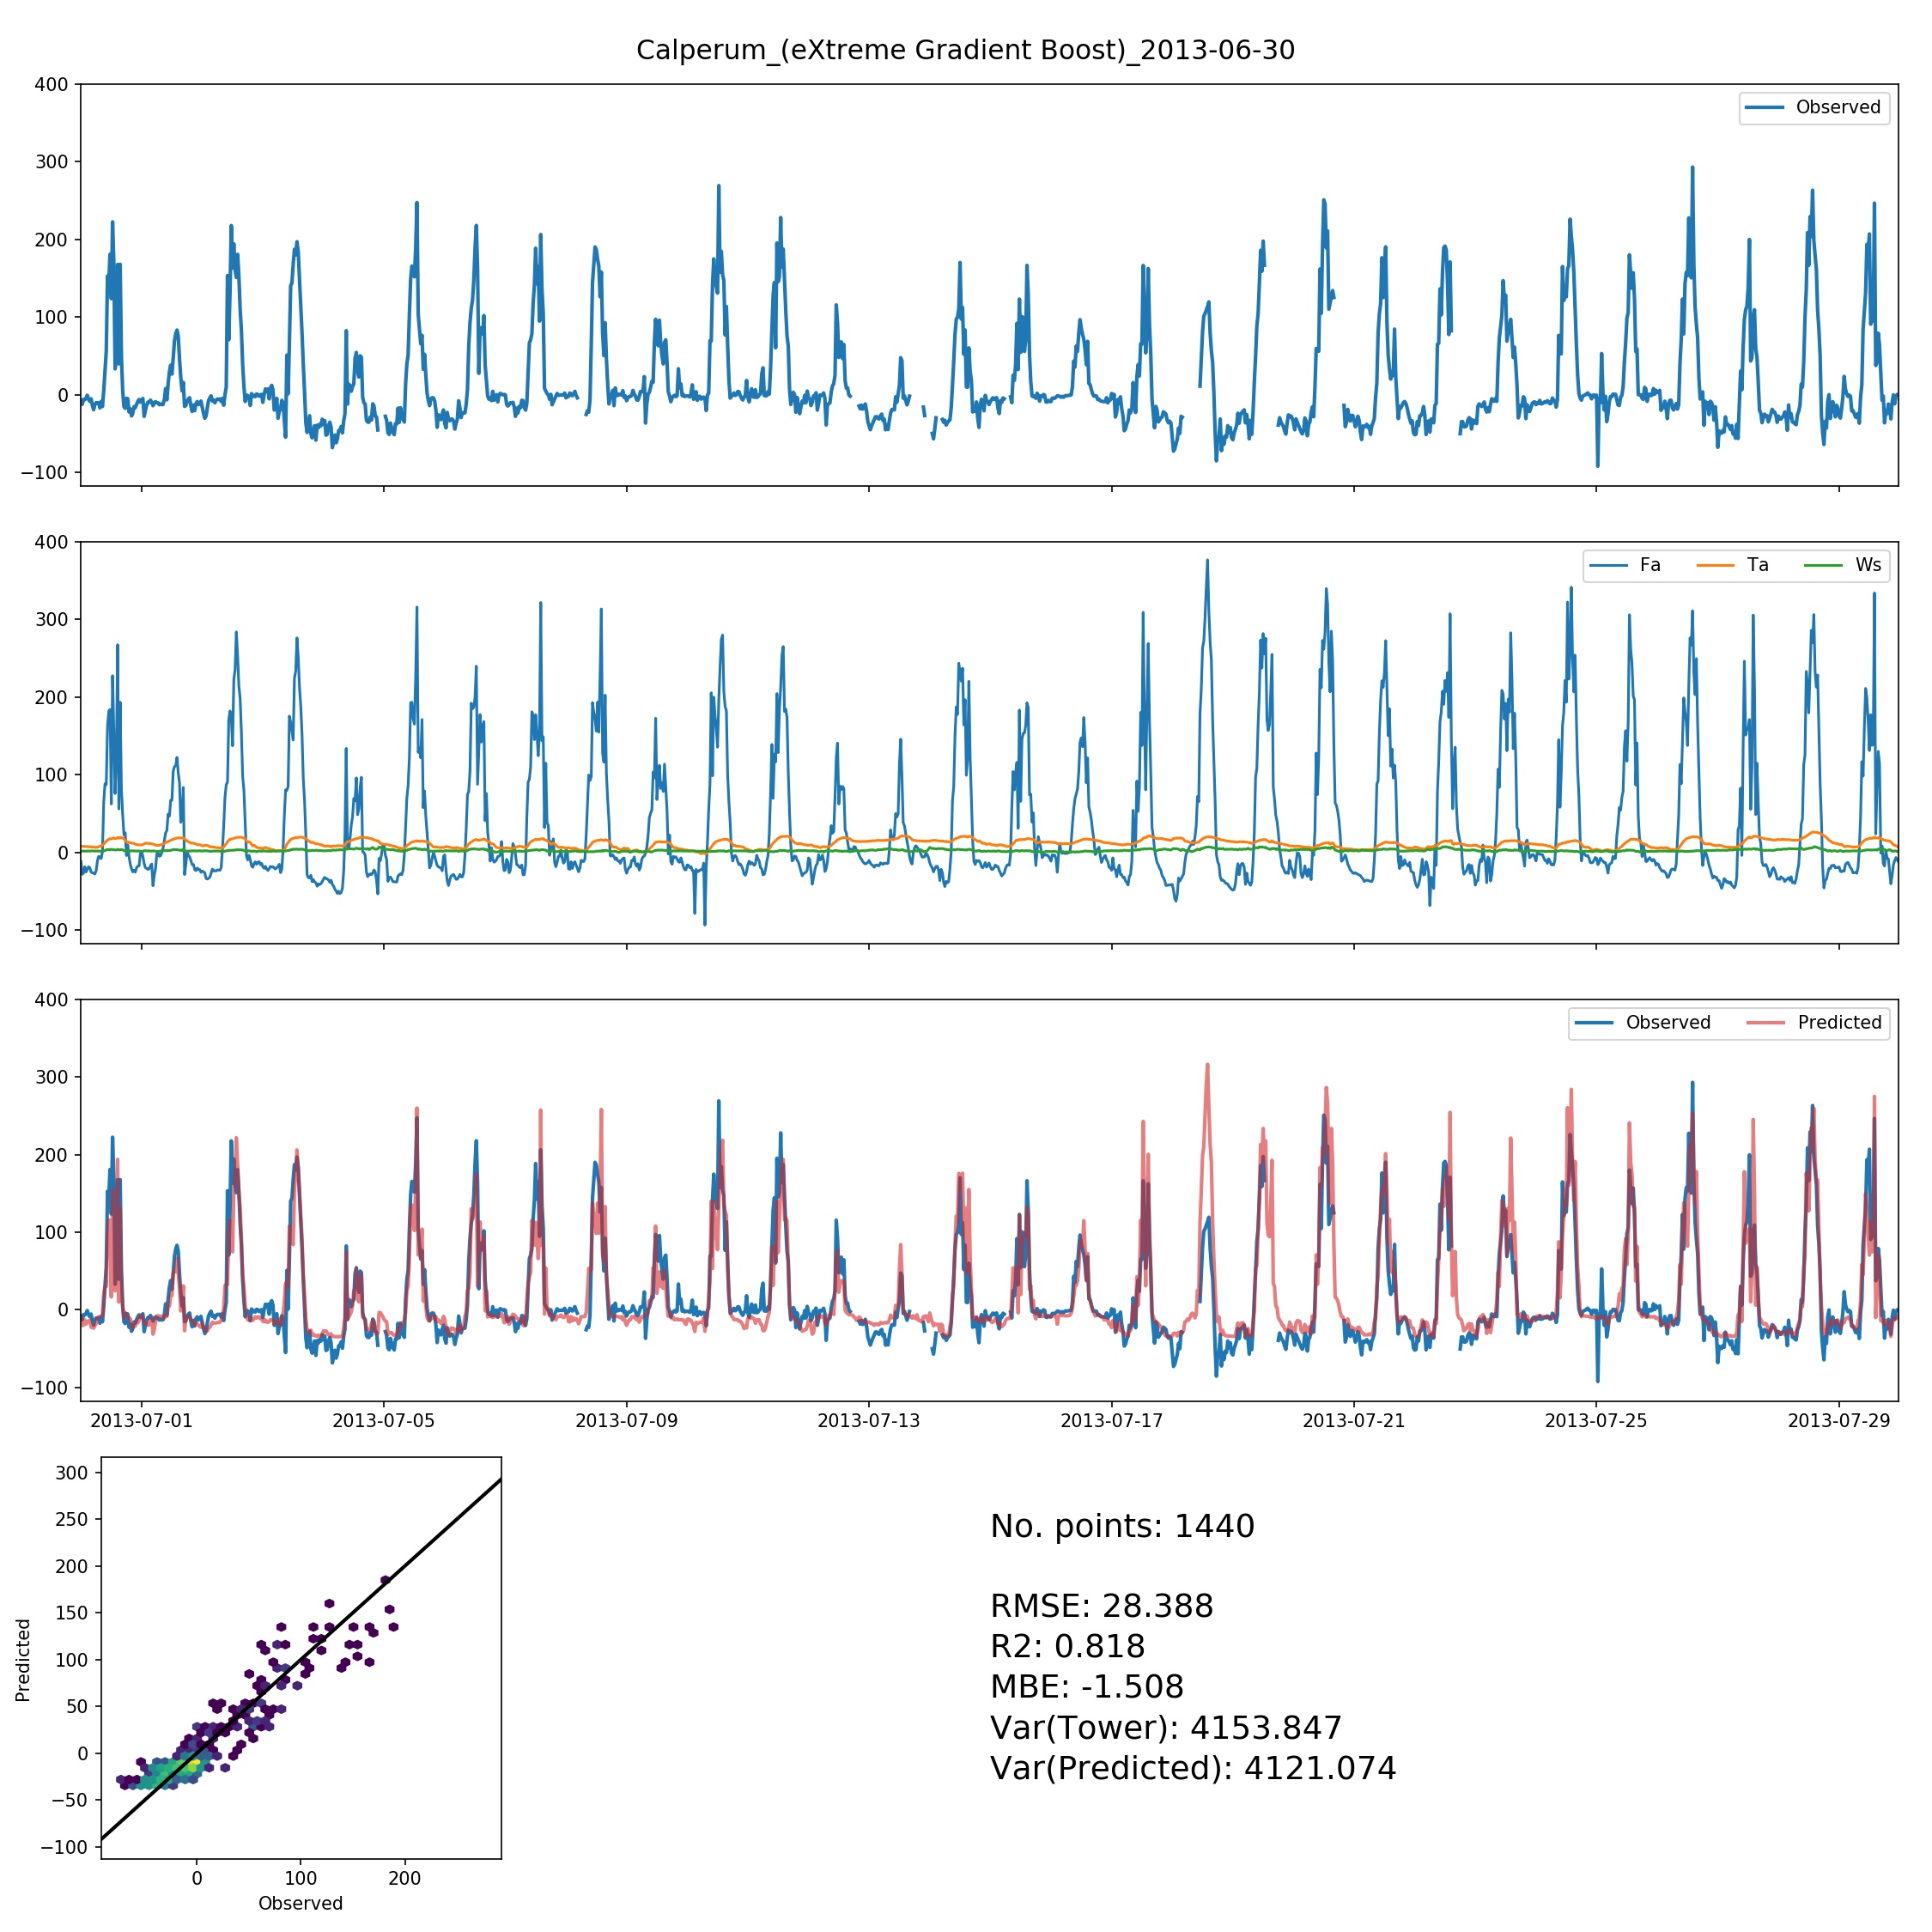 Calperum_(eXtreme Gradient Boost)_2013-06-30
400
300
200
100
0
−100
Observed
400
300
200
100
0
−100
Fa Ta Ws
400
300
200
100
0
−100
Observed Predicted
2013-07-01 2013-07-05 2013-07-09 2013-07-13 2013-07-17 2013-07-21 2013-07-25 2013-07-29
300
250
200
150
100
50
0
−50
−100
Predicted
0 100 200
Observed
No. points: 1440
RMSE: 28.388
R2: 0.818
MBE: -1.508
Var(Tower): 4153.847
Var(Predicted): 4121.074